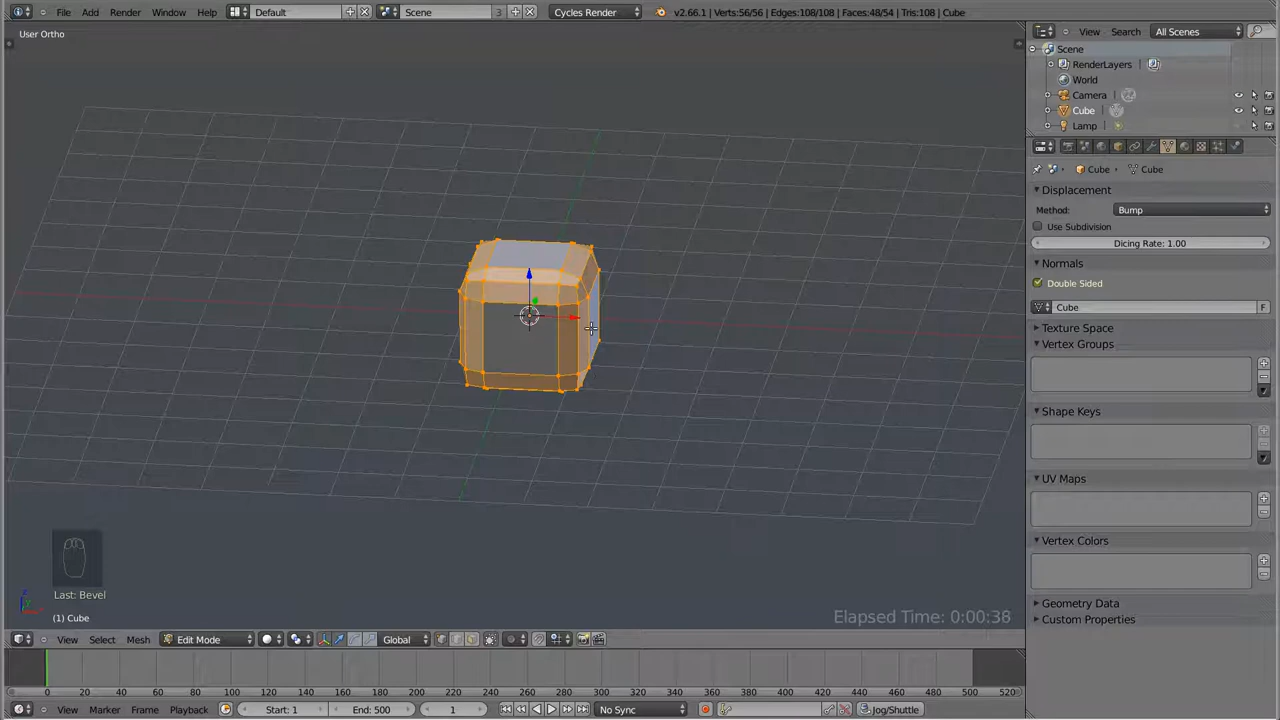 File Add Render Window Help Default Scene 3 Cycles Render v2.66.1 | Verts:56/56 | Edges:108/108 | Faces:48/54 | Tris:108 | Cube
User Ortho
View Search All Scenes
Scene
RenderLayers
World
Camera
Cube
Lamp
Cube Cube
Displacement
Method: Bump
Use Subdivision
Dicing Rate: 1.00
Normals
Double Sided
Cube F
Texture Space
Vertex Groups
Shape Keys
UV Maps
Vertex Colors
Geometry Data
Custom Properties
Last: Bevel
(1) Cube
Elapsed Time: 0:00:38
View Select Mesh Edit Mode Global
0 20 40 60 80 100 120 140 160 180 200 220 240 260 280 300 320 340 360 380 400 420 440 460 480 500 520
View Marker Frame Playback Start: 1 End: 500 1 No Sync Jog/Shuttle